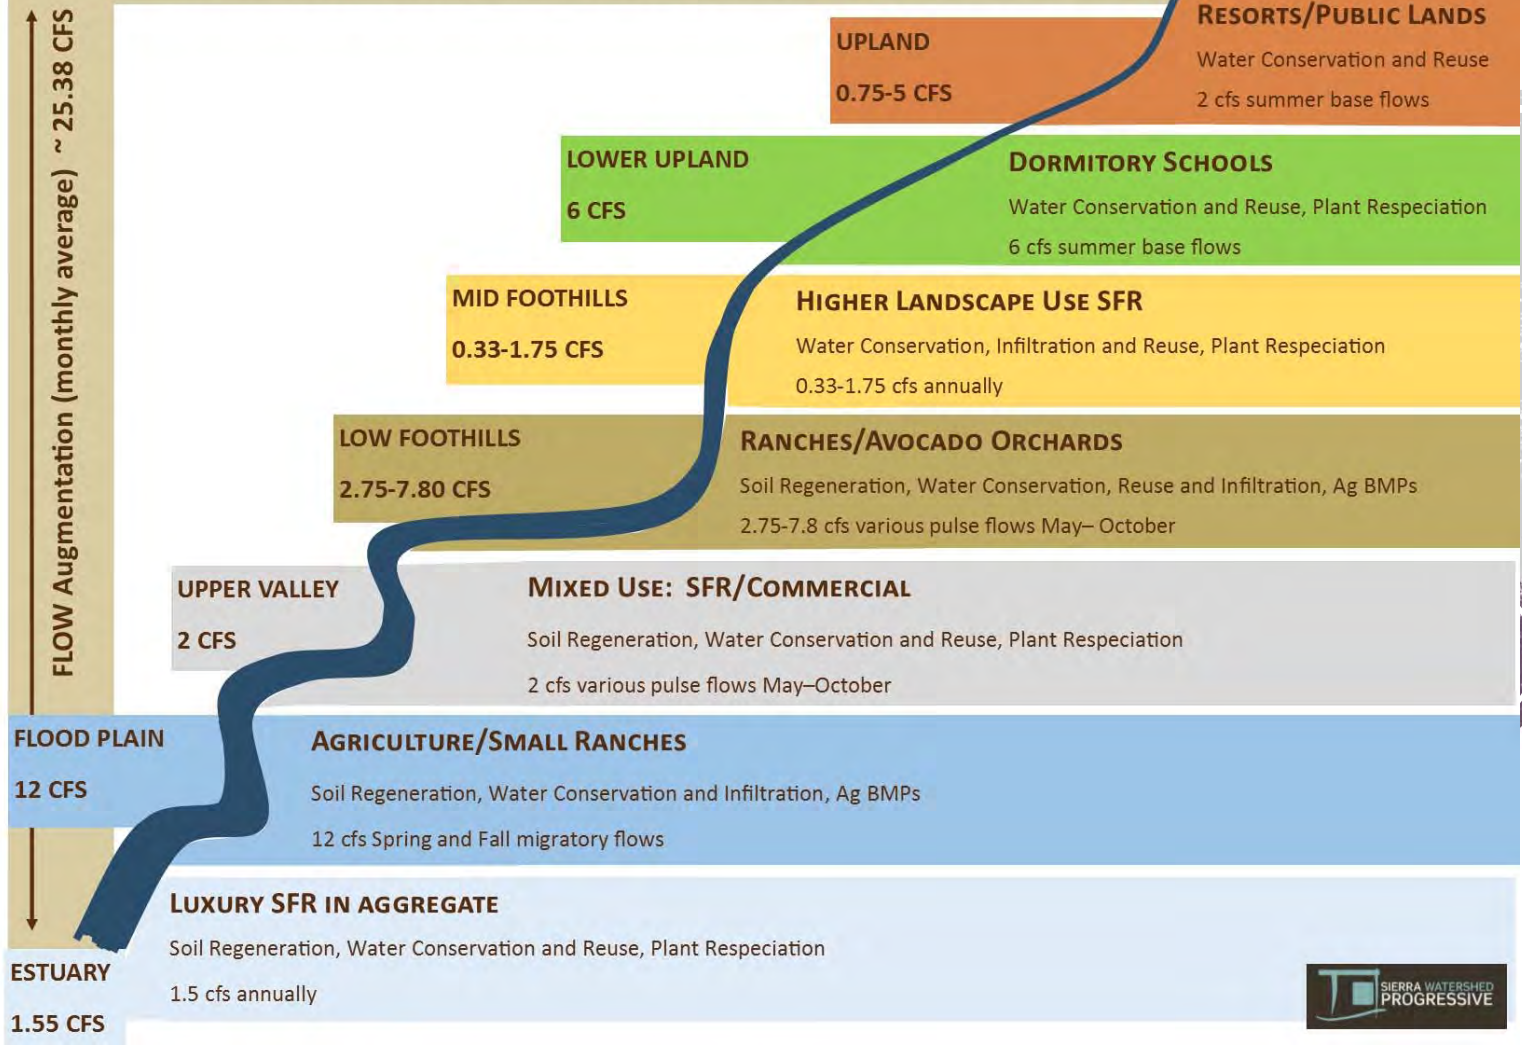 FLOW Augmentation (monthly average) ~ 25.38 CFS
UPLAND
0.75-5 CFS
RESORTS/PUBLIC LANDS
Water Conservation and Reuse
2 cfs summer base flows
LOWER UPLAND
6 CFS
DORMITORY SCHOOLS
Water Conservation and Reuse, Plant Respeciation
6 cfs summer base flows
MID FOOTHILLS
0.33-1.75 CFS
HIGHER LANDSCAPE USE SFR
Water Conservation, Infiltration and Reuse, Plant Respeciation
0.33-1.75 cfs annually
LOW FOOTHILLS
2.75-7.80 CFS
RANCHES/AVOCADO ORCHARDS
Soil Regeneration, Water Conservation, Reuse and Infiltration, Ag BMPs
2.75-7.8 cfs various pulse flows May– October
UPPER VALLEY
2 CFS
MIXED USE: SFR/COMMERCIAL
Soil Regeneration, Water Conservation and Reuse, Plant Respeciation
2 cfs various pulse flows May–October
FLOOD PLAIN
12 CFS
AGRICULTURE/SMALL RANCHES
Soil Regeneration, Water Conservation and Infiltration, Ag BMPs
12 cfs Spring and Fall migratory flows
LUXURY SFR IN AGGREGATE
Soil Regeneration, Water Conservation and Reuse, Plant Respeciation
1.5 cfs annually
ESTUARY
1.55 CFS
SIERRA WATERSHED
PROGRESSIVE